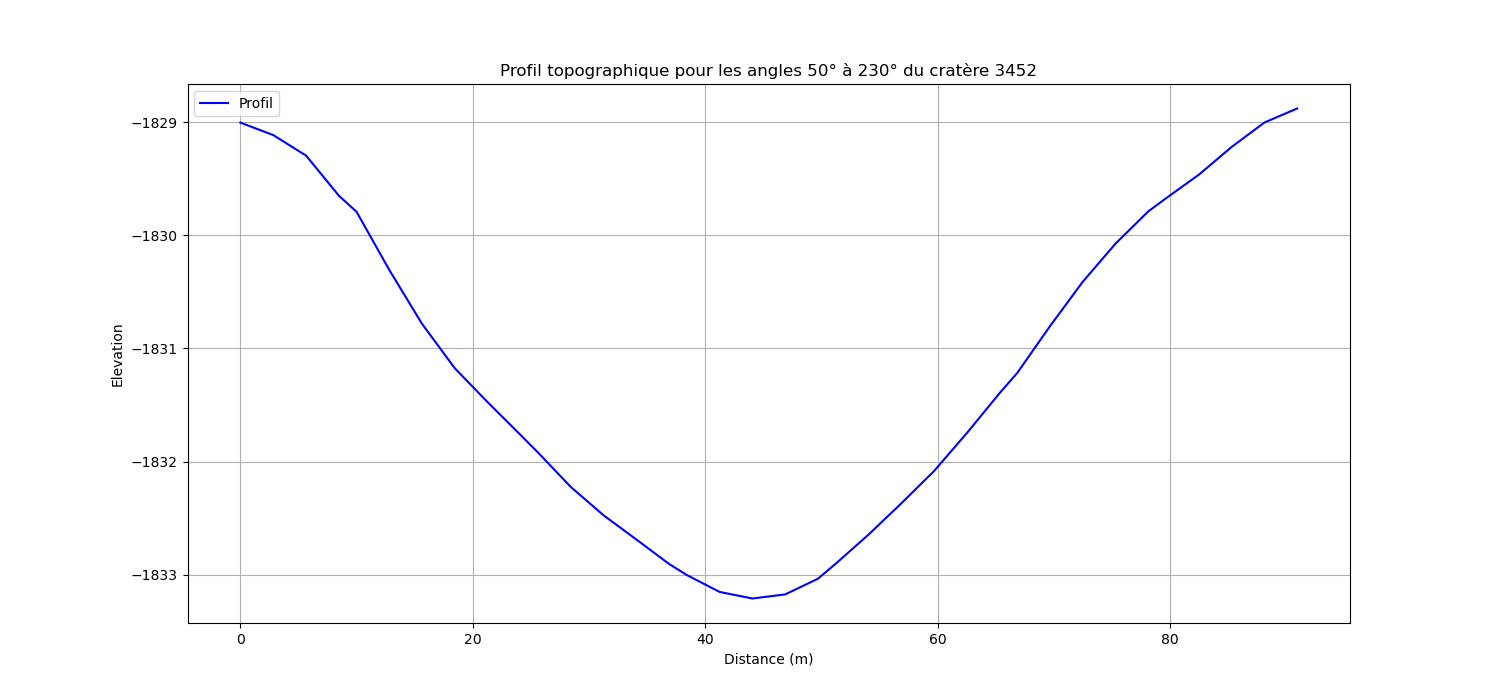 Profil topographique pour les angles 50° à 230° du cratère 3452
Profil
−1829
−1830
−1831
−1832
−1833
Elevation
0 20 40 60 80
Distance (m)